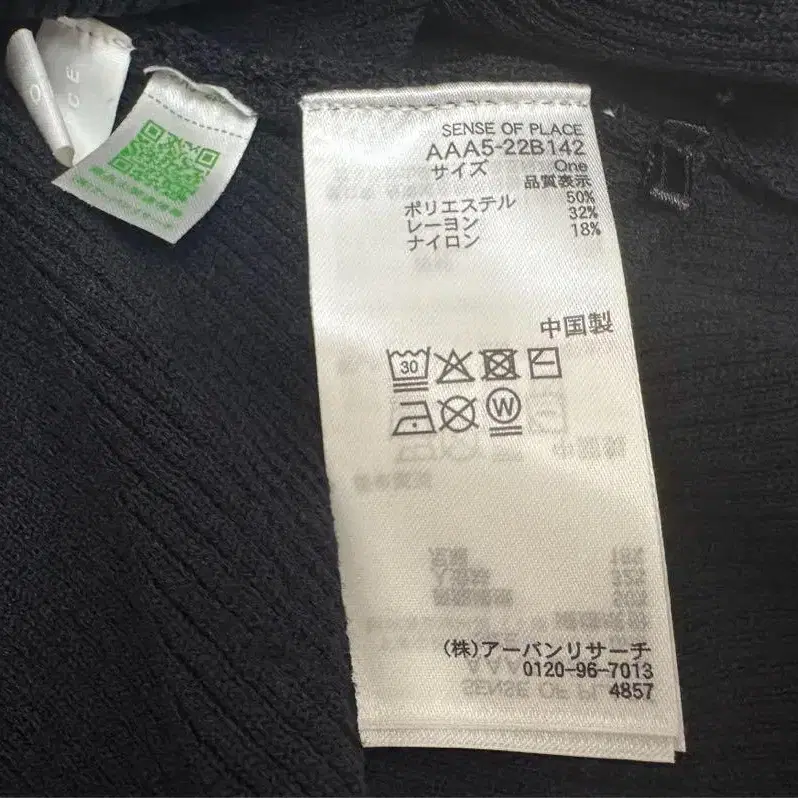 SENSE OF PLACE
AAA5-22B142
サイズ One
品質表示
ポリエステル 50%
レーヨン 32%
ナイロン 18%
中国製
30
W
(株)アーバンリサーチ
0120-96-7013
4857